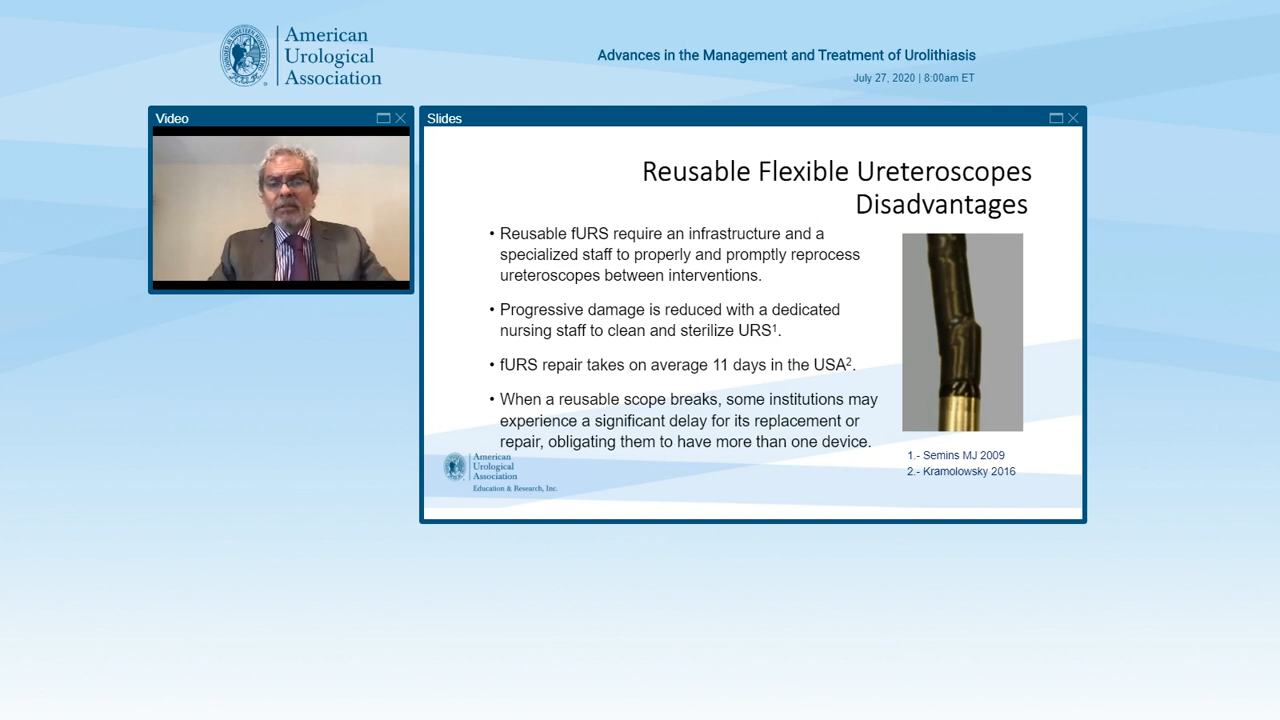 American
Urological
Association
Advances in the Management and Treatment of Urolithiasis
July 27, 2020 | 8:00am ET
Video
Slides
Reusable Flexible Ureteroscopes
Disadvantages
• Reusable fURS require an infrastructure and a
specialized staff to properly and promptly reprocess
ureteroscopes between interventions.
• Progressive damage is reduced with a dedicated
nursing staff to clean and sterilize URS¹.
• fURS repair takes on average 11 days in the USA².
• When a reusable scope breaks, some institutions may
experience a significant delay for its replacement or
repair, obligating them to have more than one device.
1.- Semins MJ 2009
2.- Kramolowsky 2016
American
Urological
Association
Education & Research, Inc.